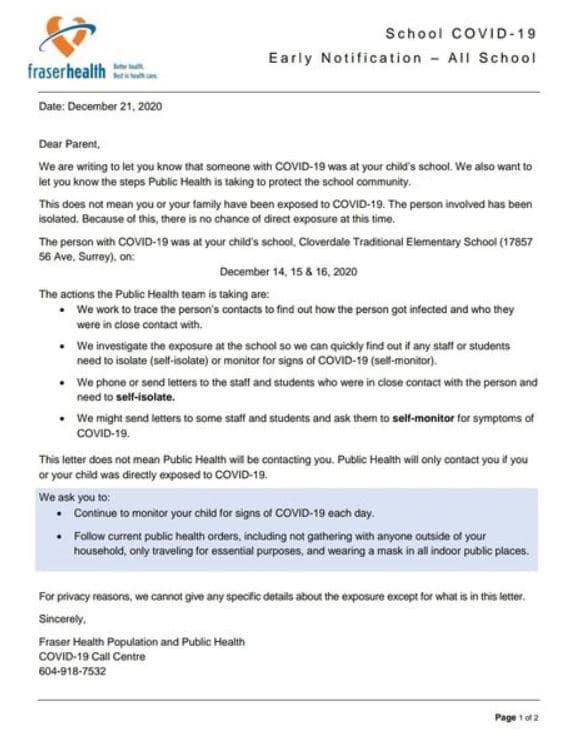 School COVID-19
Early Notification – All School
fraserhealth
Better health.
Best in health care.
Date: December 21, 2020
Dear Parent,
We are writing to let you know that someone with COVID-19 was at your child's school. We also want to
let you know the steps Public Health is taking to protect the school community.
This does not mean you or your family have been exposed to COVID-19. The person involved has been
isolated. Because of this, there is no chance of direct exposure at this time.
The person with COVID-19 was at your child's school, Cloverdale Traditional Elementary School (17857
56 Ave, Surrey), on:
December 14, 15 & 16, 2020
The actions the Public Health team is taking are:
• We work to trace the person's contacts to find out how the person got infected and who they
were in close contact with.
• We investigate the exposure at the school so we can quickly find out if any staff or students
need to isolate (self-isolate) or monitor for signs of COVID-19 (self-monitor).
• We phone or send letters to the staff and students who were in close contact with the person and
need to self-isolate.
• We might send letters to some staff and students and ask them to self-monitor for symptoms of
COVID-19.
This letter does not mean Public Health will be contacting you. Public Health will only contact you if you
or your child was directly exposed to COVID-19.
We ask you to:
• Continue to monitor your child for signs of COVID-19 each day.
• Follow current public health orders, including not gathering with anyone outside of your
household, only traveling for essential purposes, and wearing a mask in all indoor public places.
For privacy reasons, we cannot give any specific details about the exposure except for what is in this letter.
Sincerely,
Fraser Health Population and Public Health
COVID-19 Call Centre
604-918-7532
Page 1 of 2